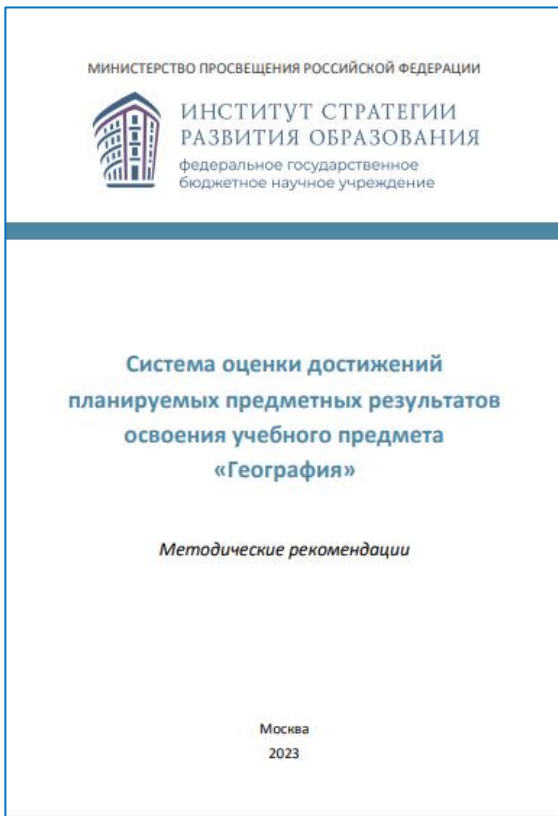 МИНИСТЕРСТВО ПРОСВЕЩЕНИЯ РОССИЙСКОЙ ФЕДЕРАЦИИ
ИНСТИТУТ СТРАТЕГИИ
РАЗВИТИЯ ОБРАЗОВАНИЯ
федеральное государственное
бюджетное научное учреждение
Система оценки достижений
планируемых предметных результатов
освоения учебного предмета
«География»
Методические рекомендации
Москва
2023